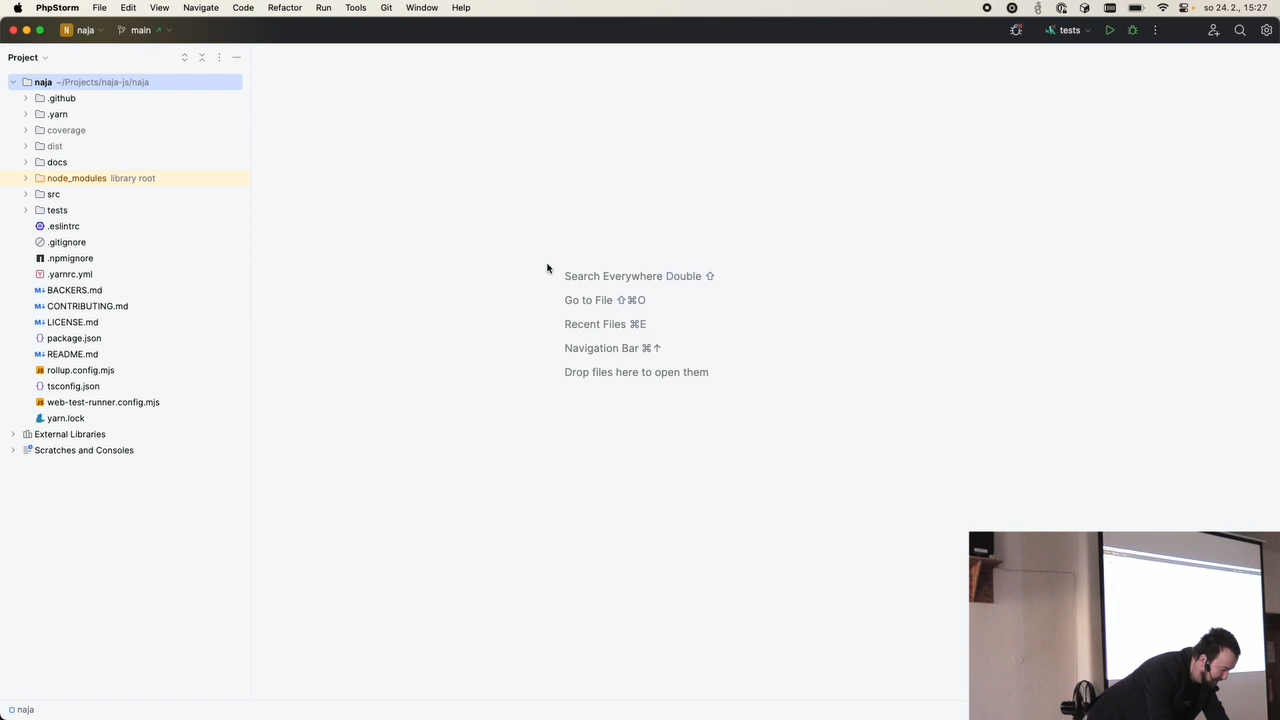 PhpStorm File Edit View Navigate Code Refactor Run Tools Git Window Help so 24. 2., 15:27
N naja main tests
Project
naja ~/Projects/naja-js/naja
.github
.yarn
coverage
dist
docs
node_modules library root
src
tests
.eslintrc
.gitignore
.npmignore
.yarnrc.yml
BACKERS.md
CONTRIBUTING.md
LICENSE.md
package.json
README.md
rollup.config.mjs
tsconfig.json
web-test-runner.config.mjs
yarn.lock
External Libraries
Scratches and Consoles
Search Everywhere Double ⇧
Go to File ⇧⌘O
Recent Files ⌘E
Navigation Bar ⌘↑
Drop files here to open them
naja